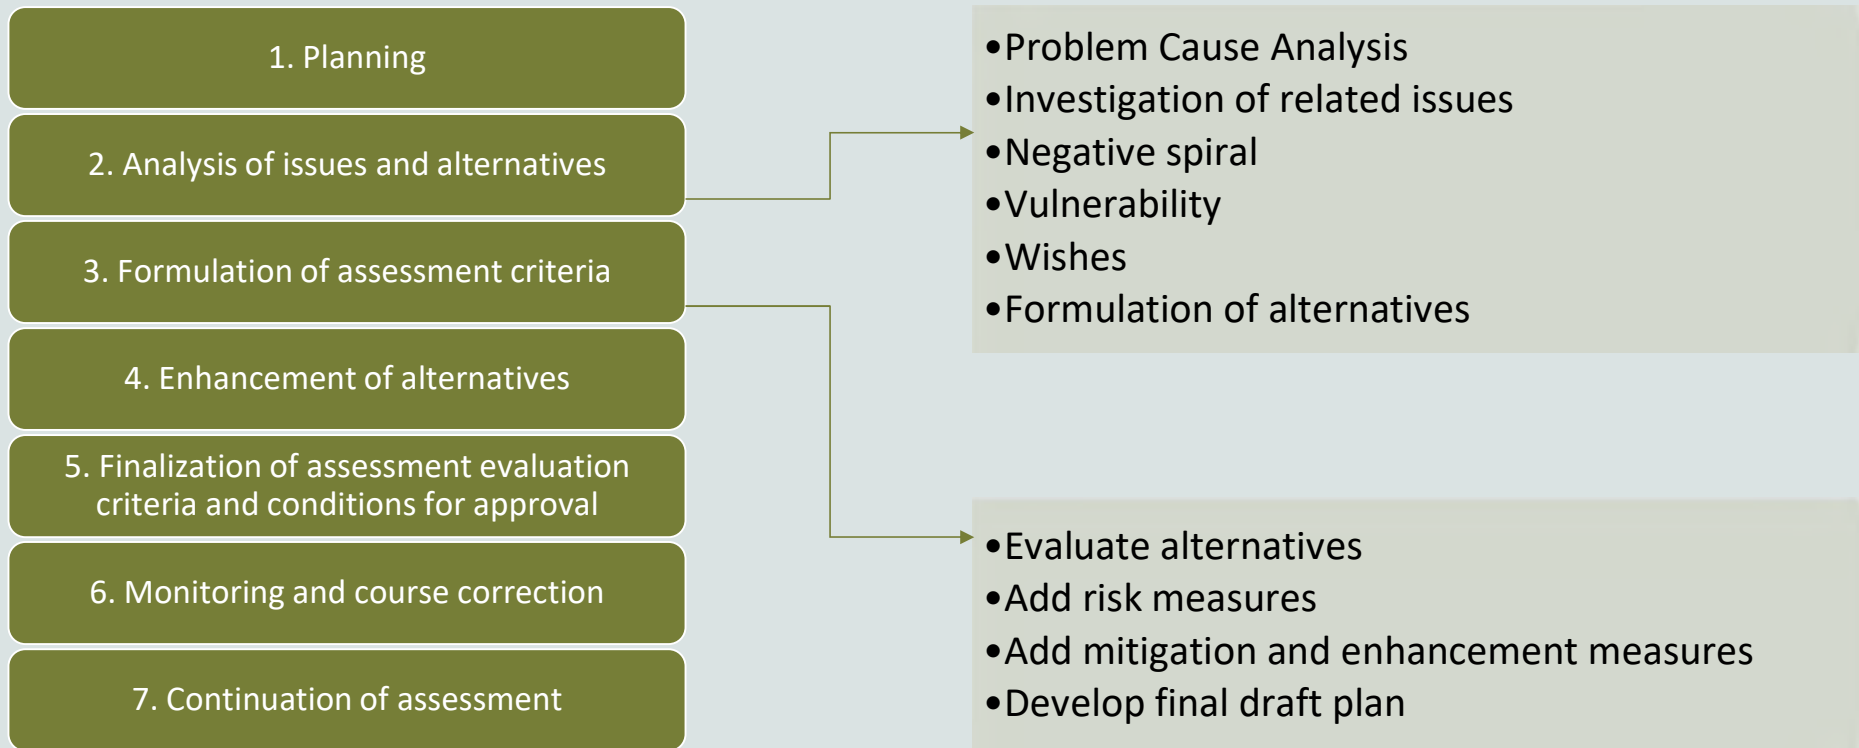 1. Planning
2. Analysis of issues and alternatives
3. Formulation of assessment criteria
4. Enhancement of alternatives
5. Finalization of assessment evaluation
criteria and conditions for approval
6. Monitoring and course correction
7. Continuation of assessment
•Problem Cause Analysis
•Investigation of related issues
•Negative spiral
•Vulnerability
•Wishes
•Formulation of alternatives
•Evaluate alternatives
•Add risk measures
•Add mitigation and enhancement measures
•Develop final draft plan